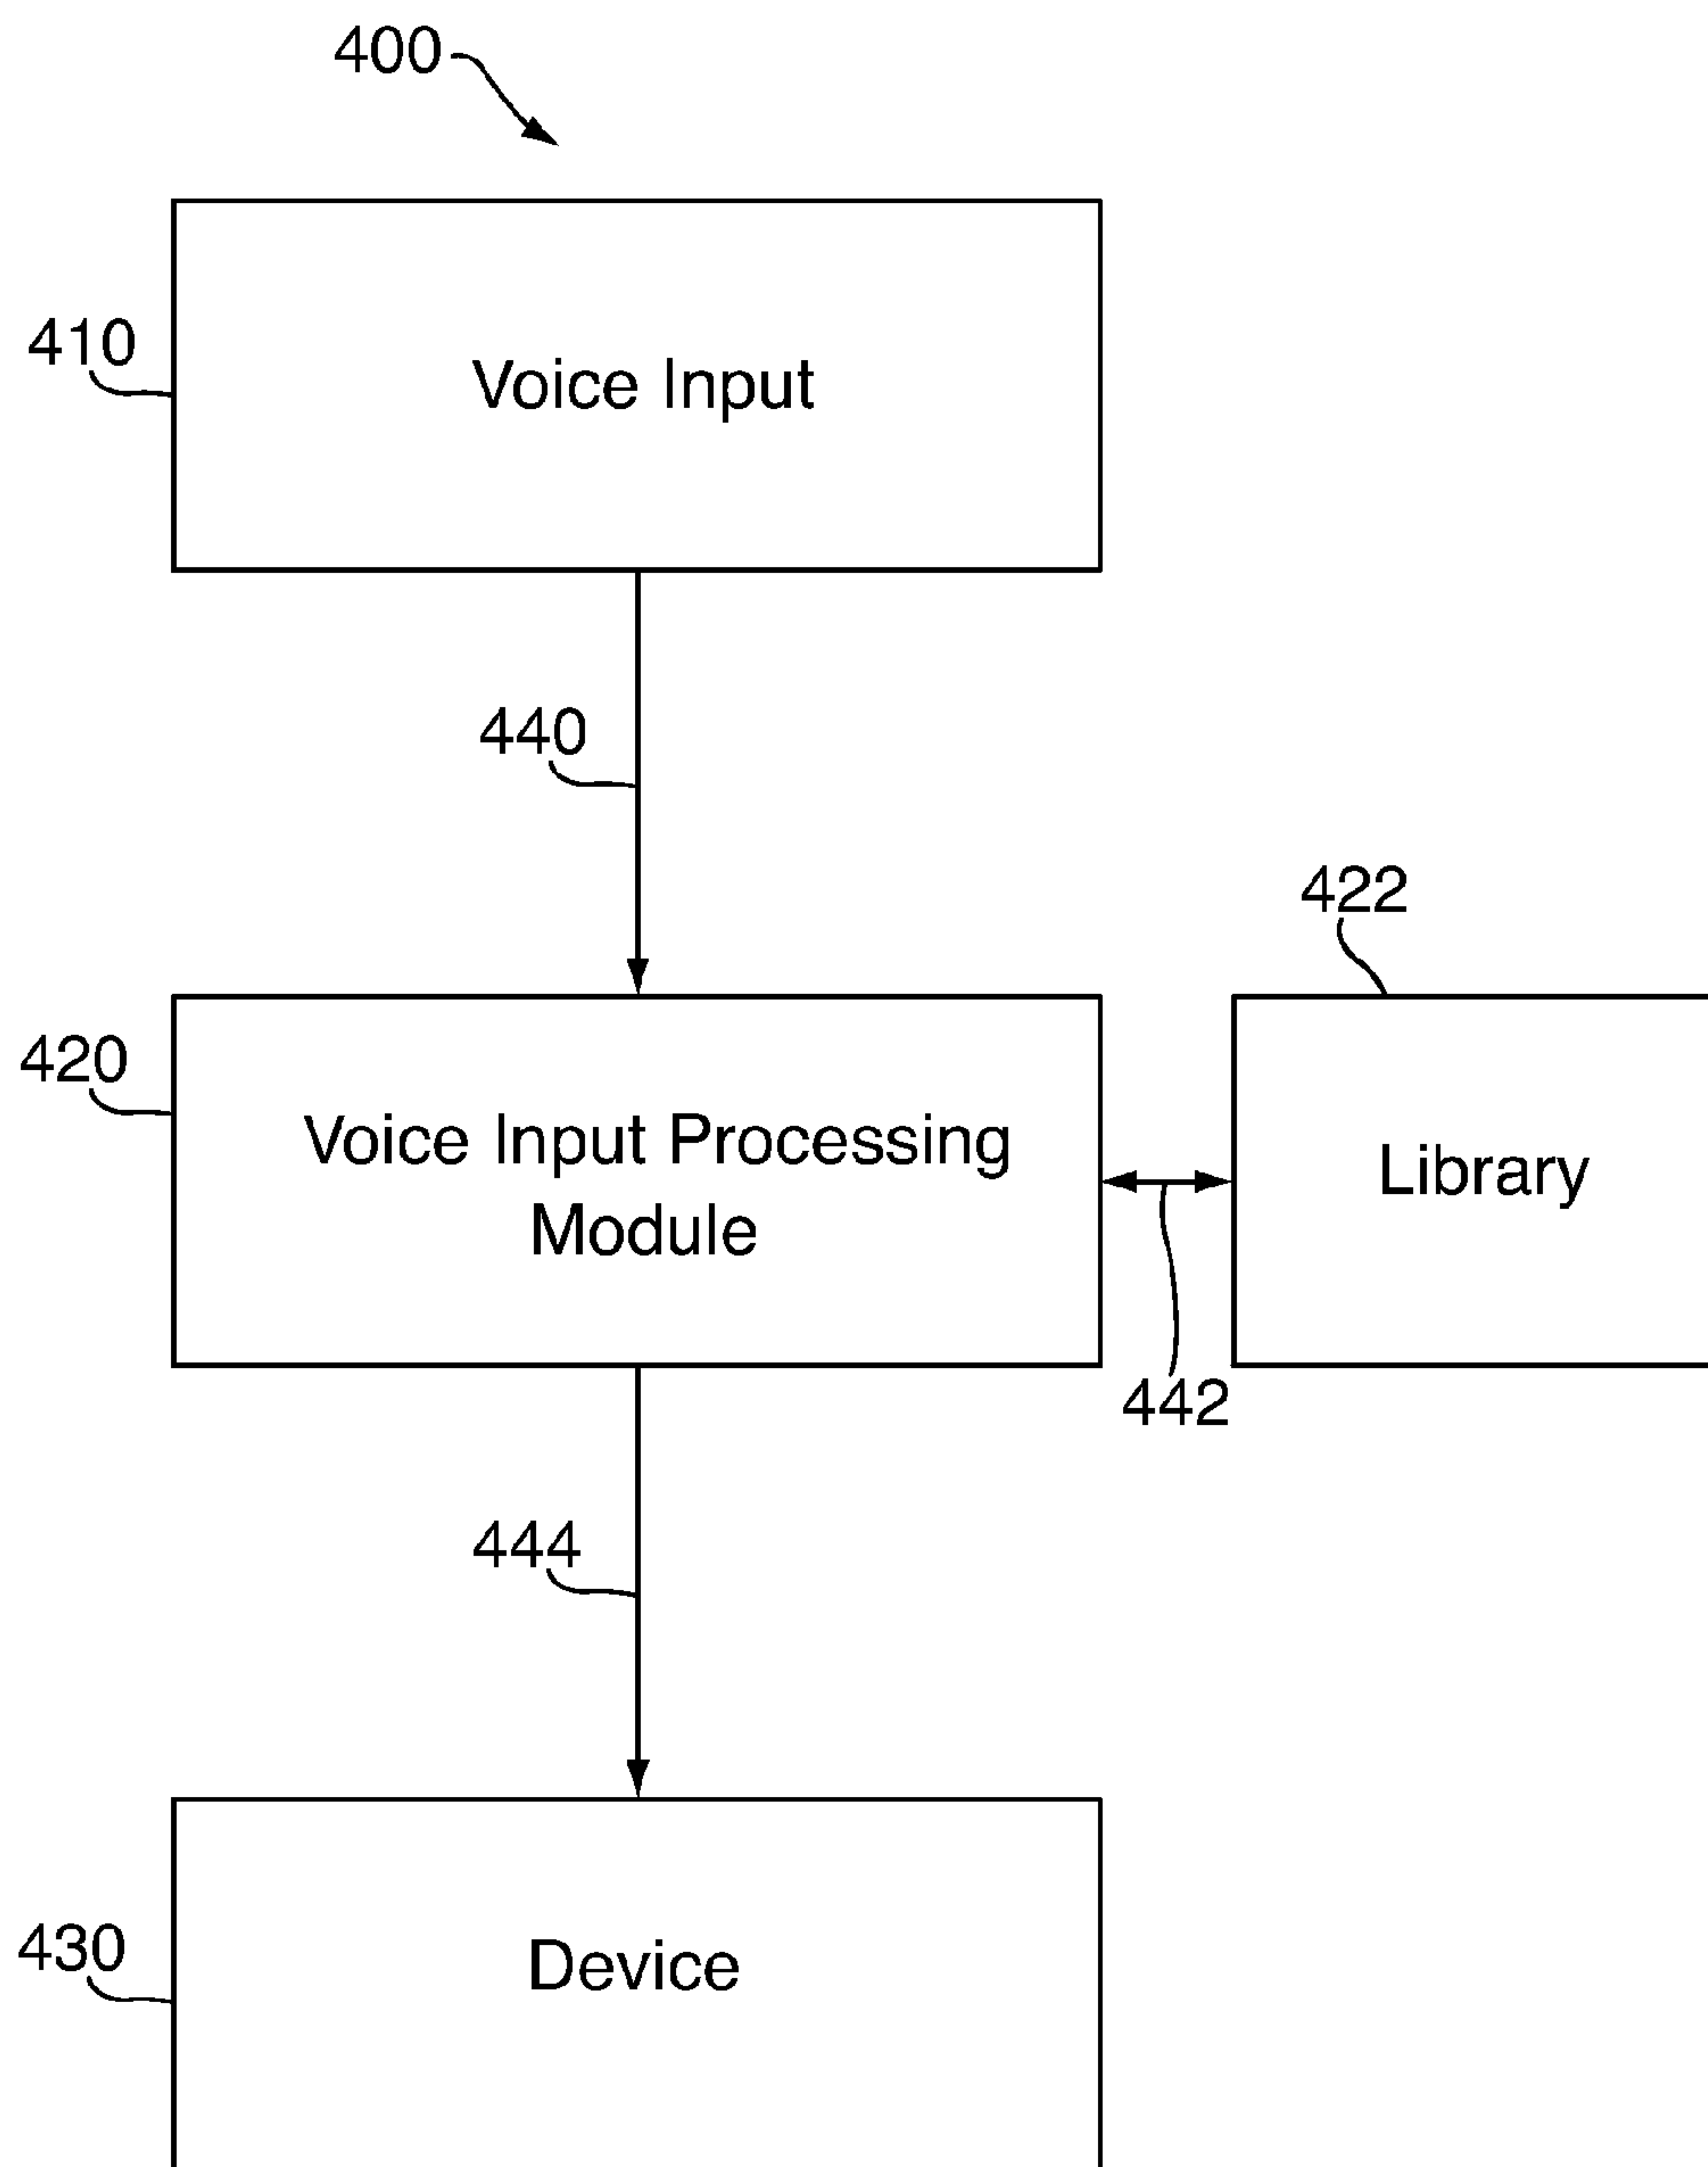 400
410
Voice Input
440
422
420
Voice Input Processing
Module
Library
442
444
430
Device